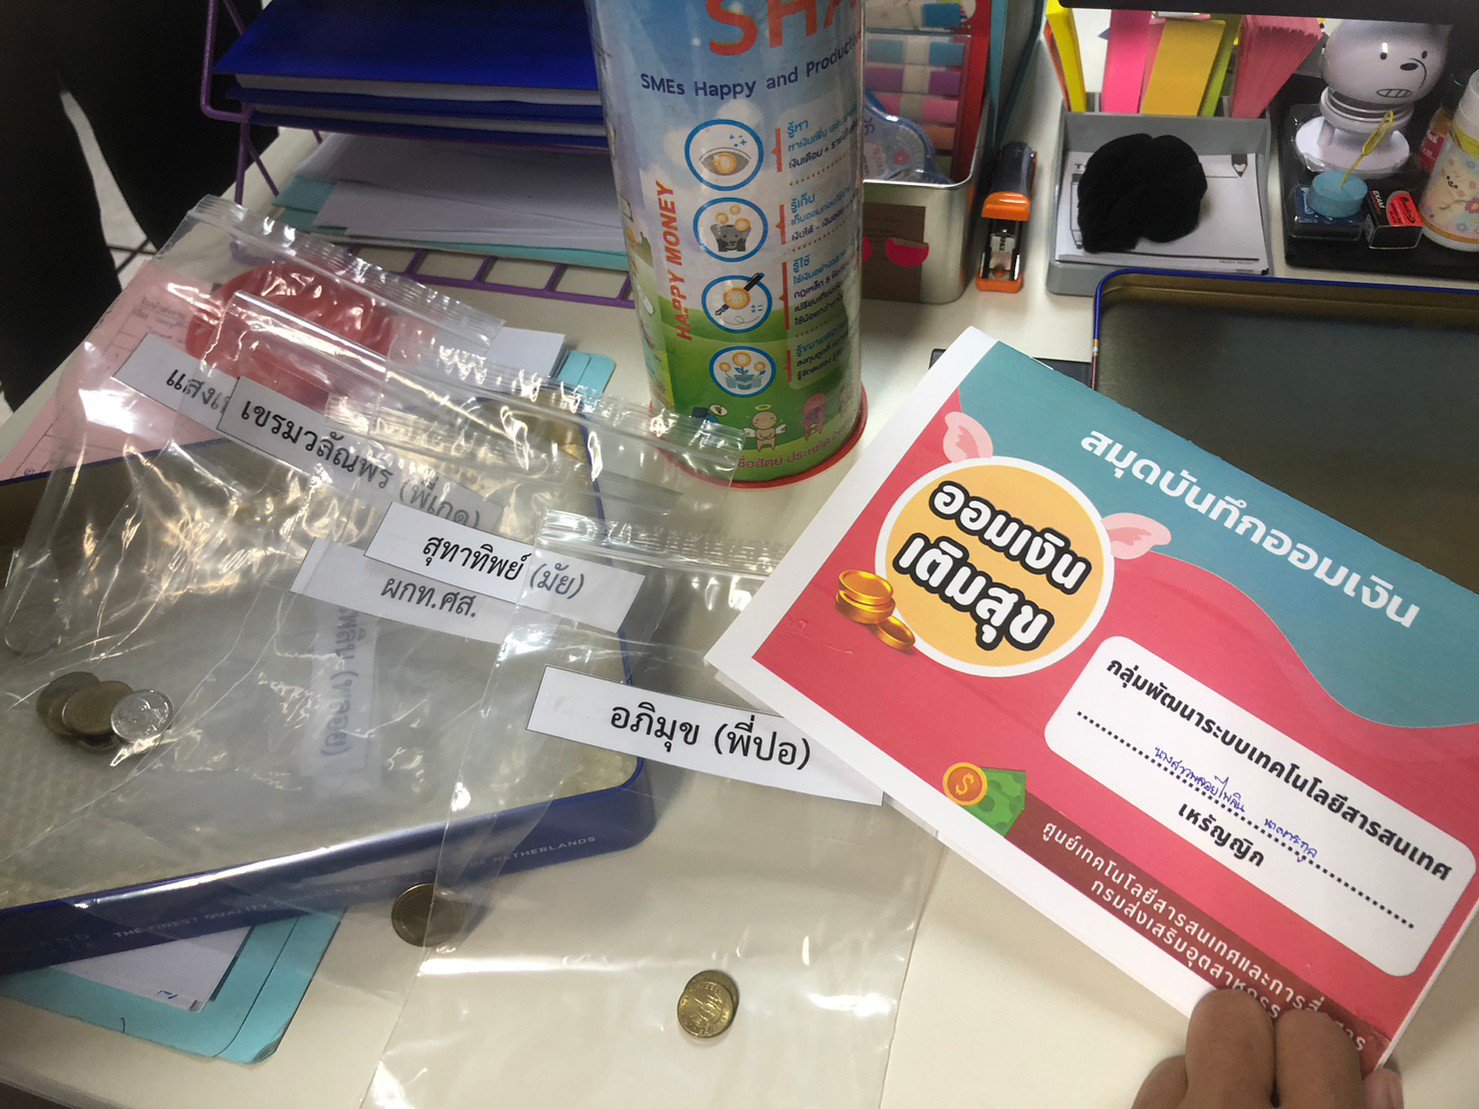 SHA
SMEs Happy and Produc
HAPPY MONEY
รู้หา
รู้เก็บ
รู้ใช้
แสง
เขรมวลัณพร์ (พี่เกด)
สุทาทิพย์ (มัย)
ผกท.ศส.
อภิมุข (พี่ปอ)
สมุดบันทึกออมเงิน
ออมเงิน
เติมสุข
กลุ่มพัฒนาระบบเทคโนโลยีสารสนเทศ
เหรัญญิก
ศูนย์เทคโนโลยีสารสนเทศและการสื่อสาร
กรมส่งเสริมอุตสาหกรร
THE FINEST QUALITY
NETHERLANDS